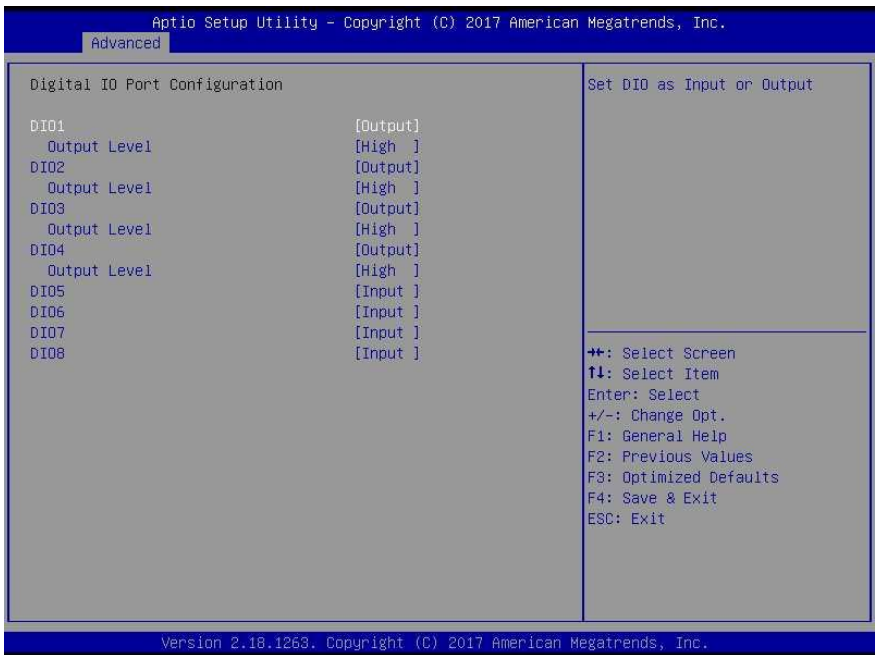 Aptio Setup Utility – Copyright (C) 2017 American Megatrends, Inc.
Advanced
Digital IO Port Configuration
DIO1 [Output]
Output Level [High ]
DIO2 [Output]
Output Level [High ]
DIO3 [Output]
Output Level [High ]
DIO4 [Output]
Output Level [High ]
DIO5 [Input ]
DIO6 [Input ]
DIO7 [Input ]
DIO8 [Input ]
Set DIO as Input or Output
→←: Select Screen
↑↓: Select Item
Enter: Select
+/-: Change Opt.
F1: General Help
F2: Previous Values
F3: Optimized Defaults
F4: Save & Exit
ESC: Exit
Version 2.18.1263. Copyright (C) 2017 American Megatrends, Inc.